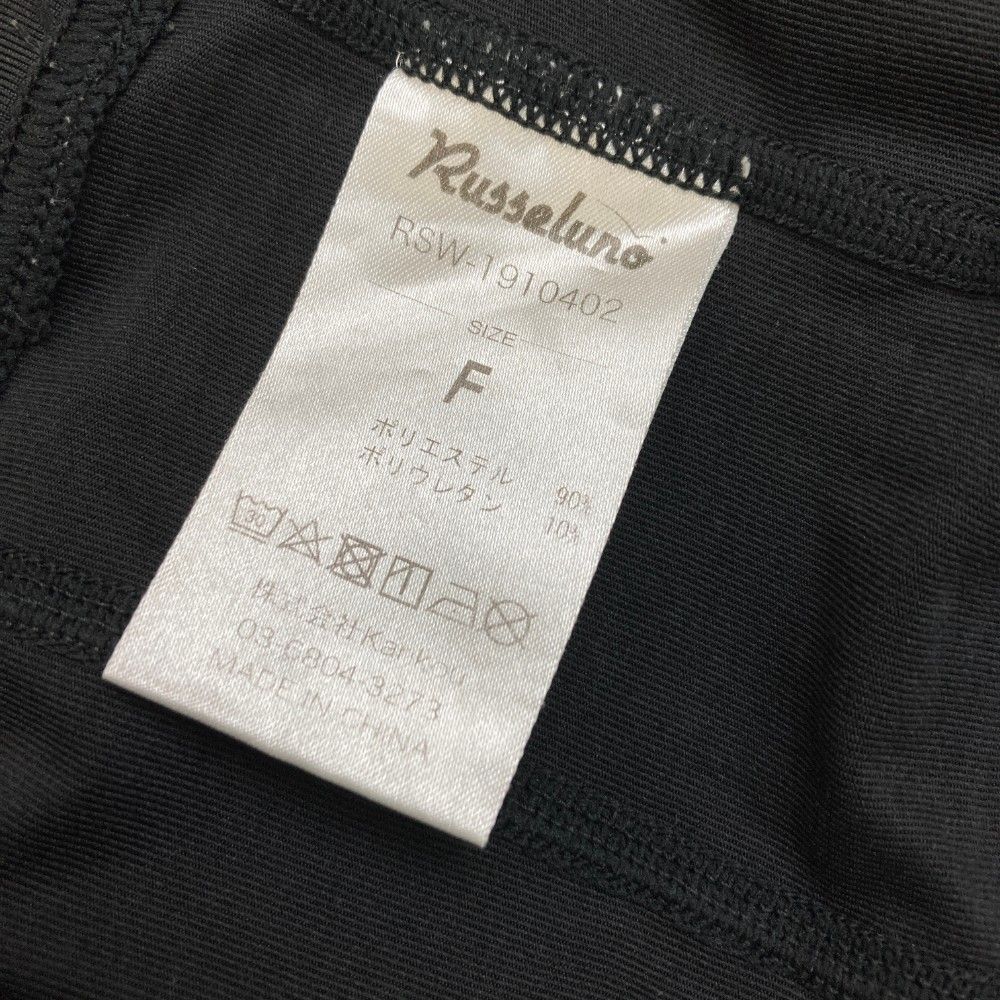 Russeluno
RSW-1910402
SIZE
F
ポリエステル 90%
ポリウレタン 10%
30
株式会社Kankou
03-6804-3273
MADE IN CHINA